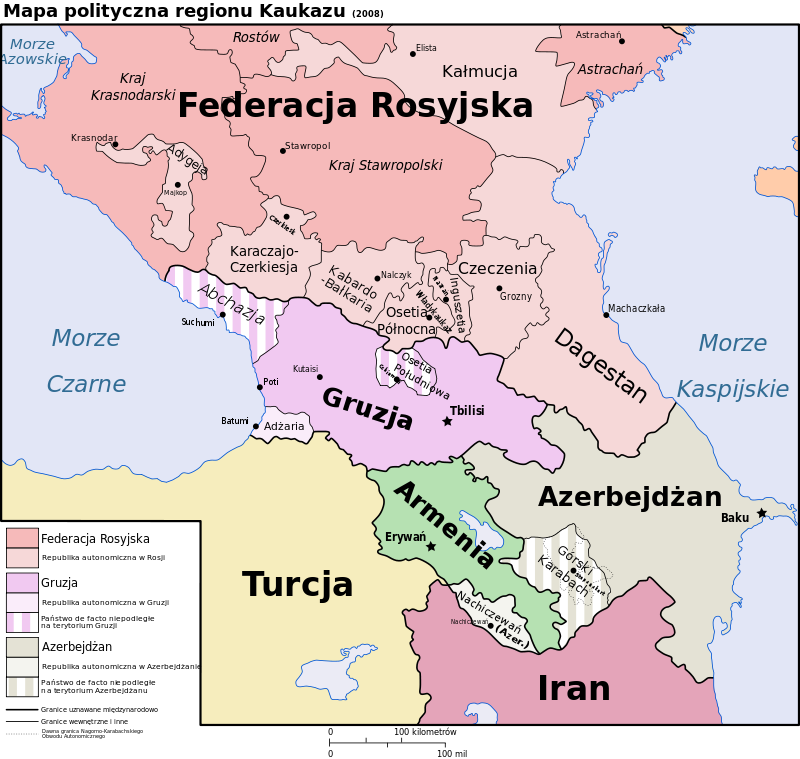 Mapa polityczna regionu Kaukazu (2008)
Morze
Azowskie
Rostów
Elista
Astrachań
Kałmucja
Astrachań
Kraj
Krasnodarski
Federacja Rosyjska
Krasnodar
Adygeja
Stawropol
Kraj Stawropolski
Majkop
Czerkiesk
Karaczajo-
Czerkiesja
Kabardo
-Bałkaria
Nalczyk
Czeczenia
Grozny
Inguszetia
Władykaukaz
Osetia
Północna
Abchazja
Suchumi
Machaczkała
Dagestan
Morze
Czarne
Morze
Kaspijskie
Osetia
Południowa
Kutaisi
Poti
Gruzja
Tbilisi
Batumi
Adżaria
Armenia
Erywań
Azerbejdżan
Baku
Górski
Karabach
Turcja
Nachiczewań
(Azer.)
Nachiczewań
Iran
Federacja Rosyjska
Republika autonomiczna w Rosji
Gruzja
Republika autonomiczna w Gruzji
Państwo de facto niepodległe
na terytorium Gruzji
Azerbejdżan
Republika autonomiczna w Azerbejdżanie
Państwo de facto niepodległe
na terytorium Azerbejdżanu
Granice uznawane międzynarodowo
Granice wewnętrzne i inne
Dawna granica Nagorno-Karabachskiego
Obwodu Autonomicznego
0 100 kilometrów
0 100 mil